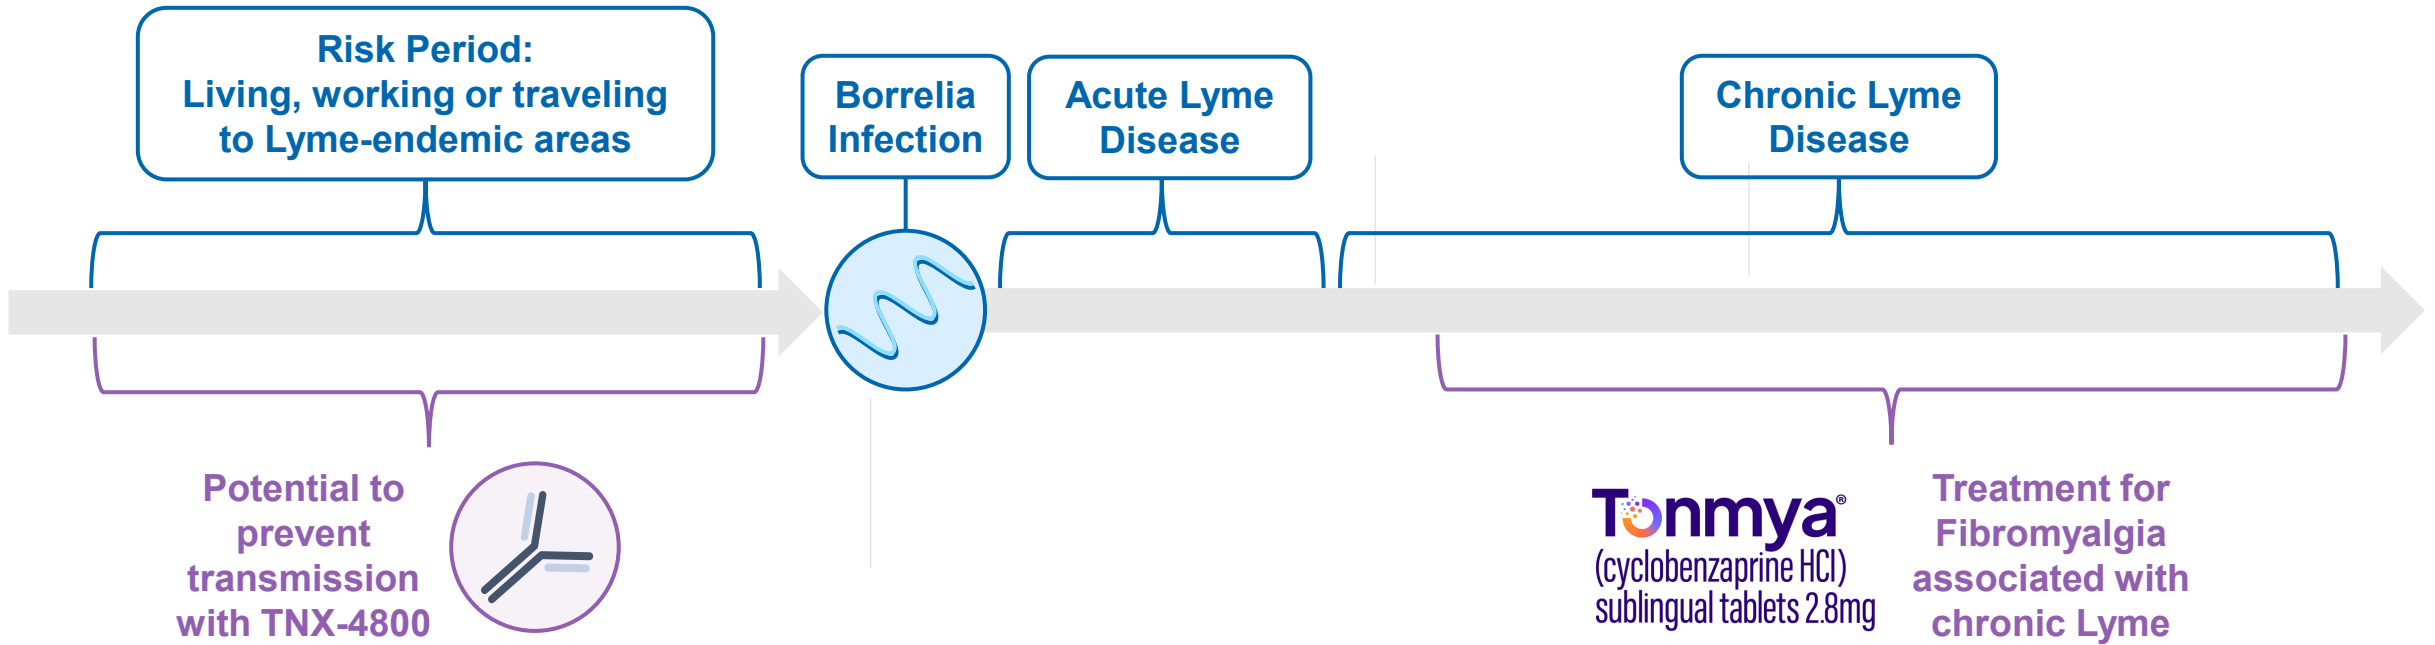 Risk Period:
Living, working or traveling
to Lyme-endemic areas
Borrelia
Infection
Acute Lyme
Disease
Chronic Lyme
Disease
Potential to
prevent
transmission
with TNX-4800
Tonmya®
(cyclobenzaprine HCl)
sublingual tablets 2.8mg
Treatment for
Fibromyalgia
associated with
chronic Lyme